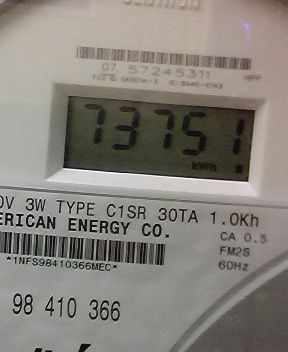 07 57245311
73751
kWh
0V 3W TYPE C1SR 30TA 1.0Kh
ERICAN ENERGY CO.
CA 0.5
FM2S
60Hz
*1NFS98410366MEC*
98 410 366